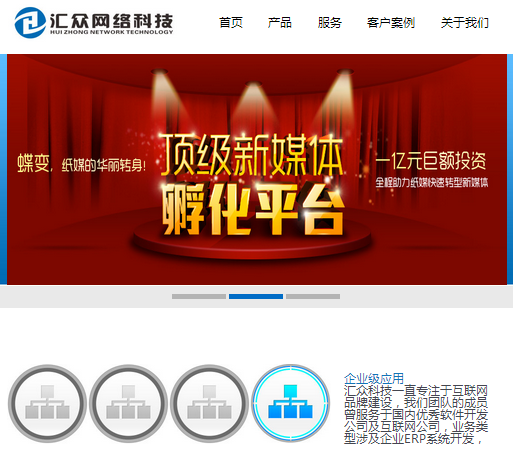 汇众网络科技
HUI ZHONG NETWORK TECHNOLOGY
首页 产品 服务 客户案例 关于我们
蝶变，纸媒的华丽转身!
顶级新媒体
孵化平台
一亿元巨额投资
全程助力纸媒快速转型新媒体
企业级应用
汇众科技一直专注于互联网
品牌建设，我们团队的成员
曾服务于国内优秀软件开发
公司及互联网公司，业务类
型涉及企业ERP系统开发，